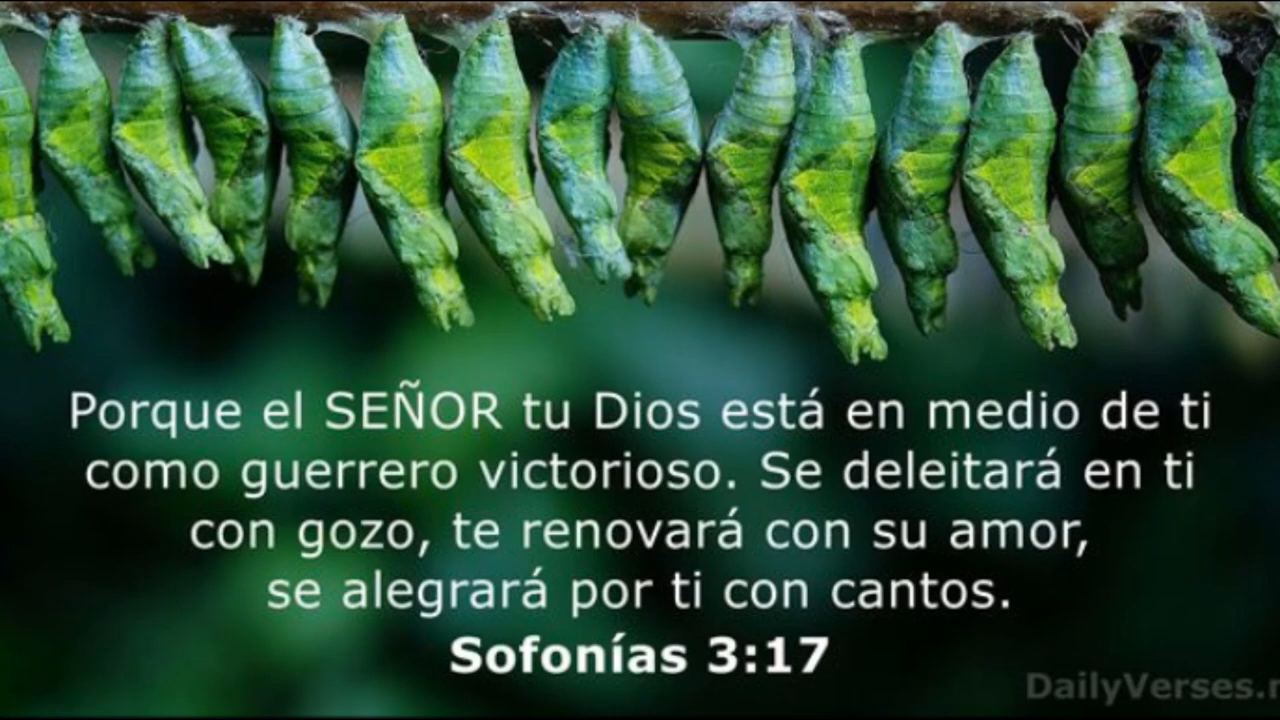 Porque el SEÑOR tu Dios está en medio de ti
como guerrero victorioso. Se deleitará en ti
con gozo, te renovará con su amor,
se alegrará por ti con cantos.
Sofonías 3:17
DailyVerses.n